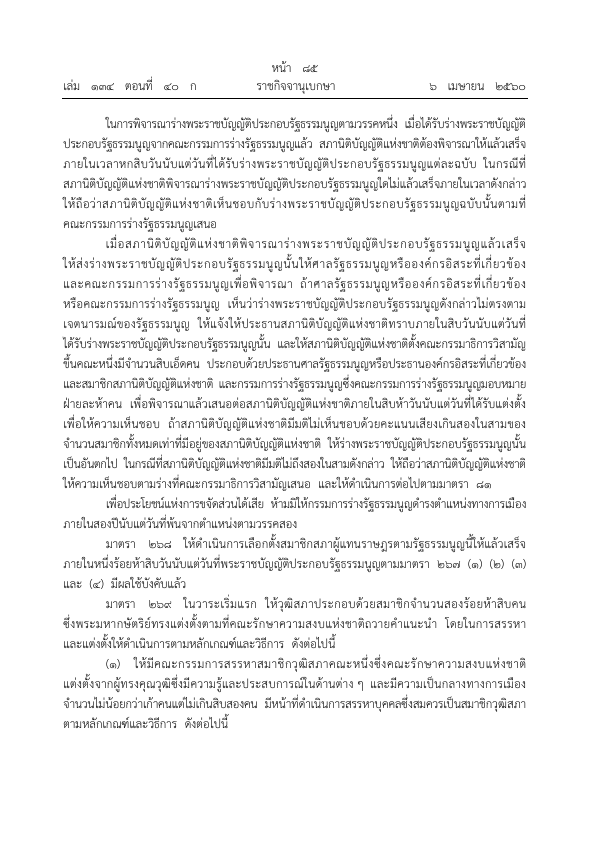 หน้า ๘๕
เล่ม ๑๓๔ ตอนที่ ๔๐ ก ราชกิจจานุเบกษา ๖ เมษายน ๒๕๖๐
ในการพิจารณาร่างพระราชบัญญัติประกอบรัฐธรรมนูญตามวรรคหนึ่ง เมื่อได้รับร่างพระราชบัญญัติ
ประกอบรัฐธรรมนูญจากคณะกรรมการร่างรัฐธรรมนูญแล้ว สภานิติบัญญัติแห่งชาติต้องพิจารณาให้แล้วเสร็จ
ภายในเวลาหกสิบวันนับแต่วันที่ได้รับร่างพระราชบัญญัติประกอบรัฐธรรมนูญแต่ละฉบับ ในกรณีที่
สภานิติบัญญัติแห่งชาติพิจารณาร่างพระราชบัญญัติประกอบรัฐธรรมนูญใดไม่แล้วเสร็จภายในเวลาดังกล่าว
ให้ถือว่าสภานิติบัญญัติแห่งชาติเห็นชอบกับร่างพระราชบัญญัติประกอบรัฐธรรมนูญฉบับนั้นตามที่
คณะกรรมการร่างรัฐธรรมนูญเสนอ
เมื่อสภานิติบัญญัติแห่งชาติพิจารณาร่างพระราชบัญญัติประกอบรัฐธรรมนูญแล้วเสร็จ
ให้ส่งร่างพระราชบัญญัติประกอบรัฐธรรมนูญนั้นให้ศาลรัฐธรรมนูญหรือองค์กรอิสระที่เกี่ยวข้อง
และคณะกรรมการร่างรัฐธรรมนูญเพื่อพิจารณา ถ้าศาลรัฐธรรมนูญหรือองค์กรอิสระที่เกี่ยวข้อง
หรือคณะกรรมการร่างรัฐธรรมนูญ เห็นว่าร่างพระราชบัญญัติประกอบรัฐธรรมนูญดังกล่าวไม่ตรงตาม
เจตนารมณ์ของรัฐธรรมนูญ ให้แจ้งให้ประธานสภานิติบัญญัติแห่งชาติทราบภายในสิบวันนับแต่วันที่
ได้รับร่างพระราชบัญญัติประกอบรัฐธรรมนูญนั้น และให้สภานิติบัญญัติแห่งชาติตั้งคณะกรรมาธิการวิสามัญ
ขึ้นคณะหนึ่งมีจำนวนสิบเอ็ดคน ประกอบด้วยประธานศาลรัฐธรรมนูญหรือประธานองค์กรอิสระที่เกี่ยวข้อง
และสมาชิกสภานิติบัญญัติแห่งชาติ และกรรมการร่างรัฐธรรมนูญซึ่งคณะกรรมการร่างรัฐธรรมนูญมอบหมาย
ฝ่ายละห้าคน เพื่อพิจารณาแล้วเสนอต่อสภานิติบัญญัติแห่งชาติภายในสิบห้าวันนับแต่วันที่ได้รับแต่งตั้ง
เพื่อให้ความเห็นชอบ ถ้าสภานิติบัญญัติแห่งชาติมีมติไม่เห็นชอบด้วยคะแนนเสียงเกินสองในสามของ
จำนวนสมาชิกทั้งหมดเท่าที่มีอยู่ของสภานิติบัญญัติแห่งชาติ ให้ร่างพระราชบัญญัติประกอบรัฐธรรมนูญนั้น
เป็นอันตกไป ในกรณีที่สภานิติบัญญัติแห่งชาติมีมติไม่ถึงสองในสามดังกล่าว ให้ถือว่าสภานิติบัญญัติแห่งชาติ
ให้ความเห็นชอบตามร่างที่คณะกรรมาธิการวิสามัญเสนอ และให้ดำเนินการต่อไปตามมาตรา ๘๑
เพื่อประโยชน์แห่งการขจัดส่วนได้เสีย ห้ามมิให้กรรมการร่างรัฐธรรมนูญดำรงตำแหน่งทางการเมือง
ภายในสองปีนับแต่วันที่พ้นจากตำแหน่งตามวรรคสอง
มาตรา ๒๖๘ ให้ดำเนินการเลือกตั้งสมาชิกสภาผู้แทนราษฎรตามรัฐธรรมนูญนี้ให้แล้วเสร็จ
ภายในหนึ่งร้อยห้าสิบวันนับแต่วันที่พระราชบัญญัติประกอบรัฐธรรมนูญตามมาตรา ๒๖๗ (๑) (๒) (๓)
และ (๔) มีผลใช้บังคับแล้ว
มาตรา ๒๖๙ ในวาระเริ่มแรก ให้วุฒิสภาประกอบด้วยสมาชิกจำนวนสองร้อยห้าสิบคน
ซึ่งพระมหากษัตริย์ทรงแต่งตั้งตามที่คณะรักษาความสงบแห่งชาติถวายคำแนะนำ โดยในการสรรหา
และแต่งตั้งให้ดำเนินการตามหลักเกณฑ์และวิธีการ ดังต่อไปนี้
(๑) ให้มีคณะกรรมการสรรหาสมาชิกวุฒิสภาคณะหนึ่งซึ่งคณะรักษาความสงบแห่งชาติ
แต่งตั้งจากผู้ทรงคุณวุฒิซึ่งมีความรู้และประสบการณ์ในด้านต่าง ๆ และมีความเป็นกลางทางการเมือง
จำนวนไม่น้อยกว่าเก้าคนแต่ไม่เกินสิบสองคน มีหน้าที่ดำเนินการสรรหาบุคคลซึ่งสมควรเป็นสมาชิกวุฒิสภา
ตามหลักเกณฑ์และวิธีการ ดังต่อไปนี้